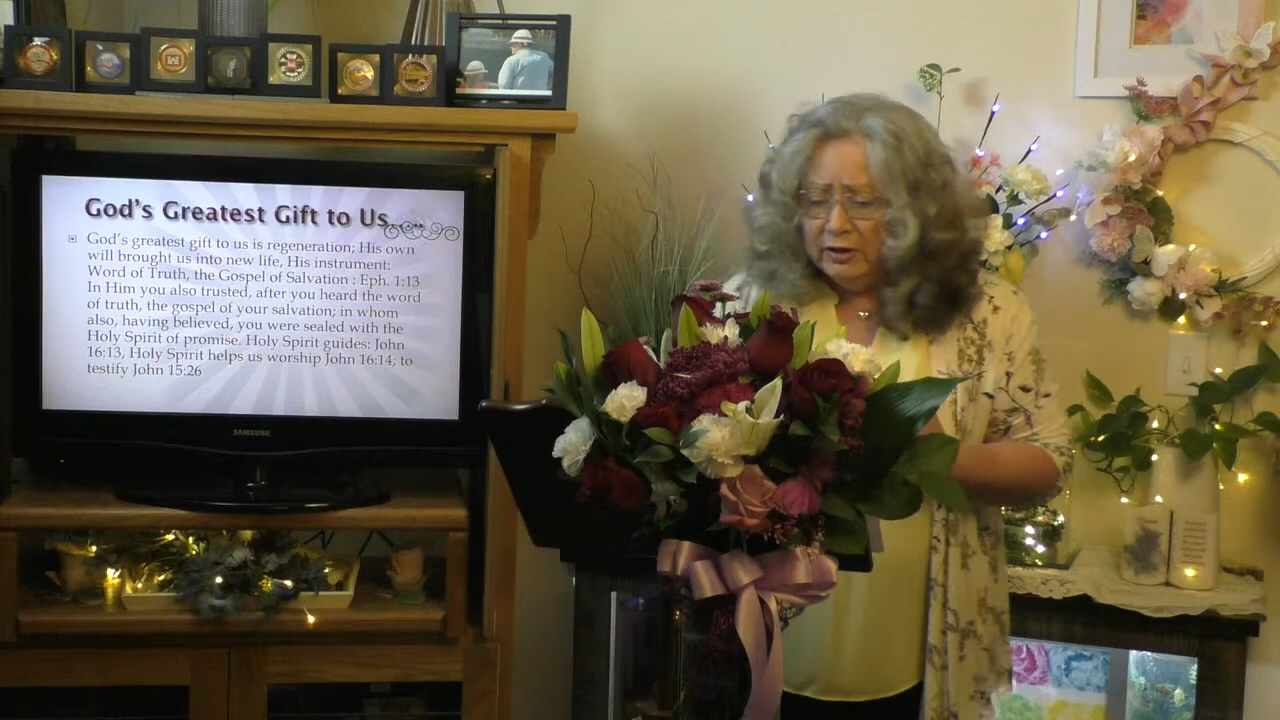 God's Greatest Gift to Us
God's greatest gift to us is regeneration; His own
will brought us into new life, His instrument:
Word of Truth, the Gospel of Salvation : Eph. 1:13
In Him you also trusted, after you heard the word
of truth, the gospel of your salvation; in whom
also, having believed, you were sealed with the
Holy Spirit of promise. Holy Spirit guides: John
16:13, Holy Spirit helps us worship John 16:14; to
testify John 15:26
SAMSUNG